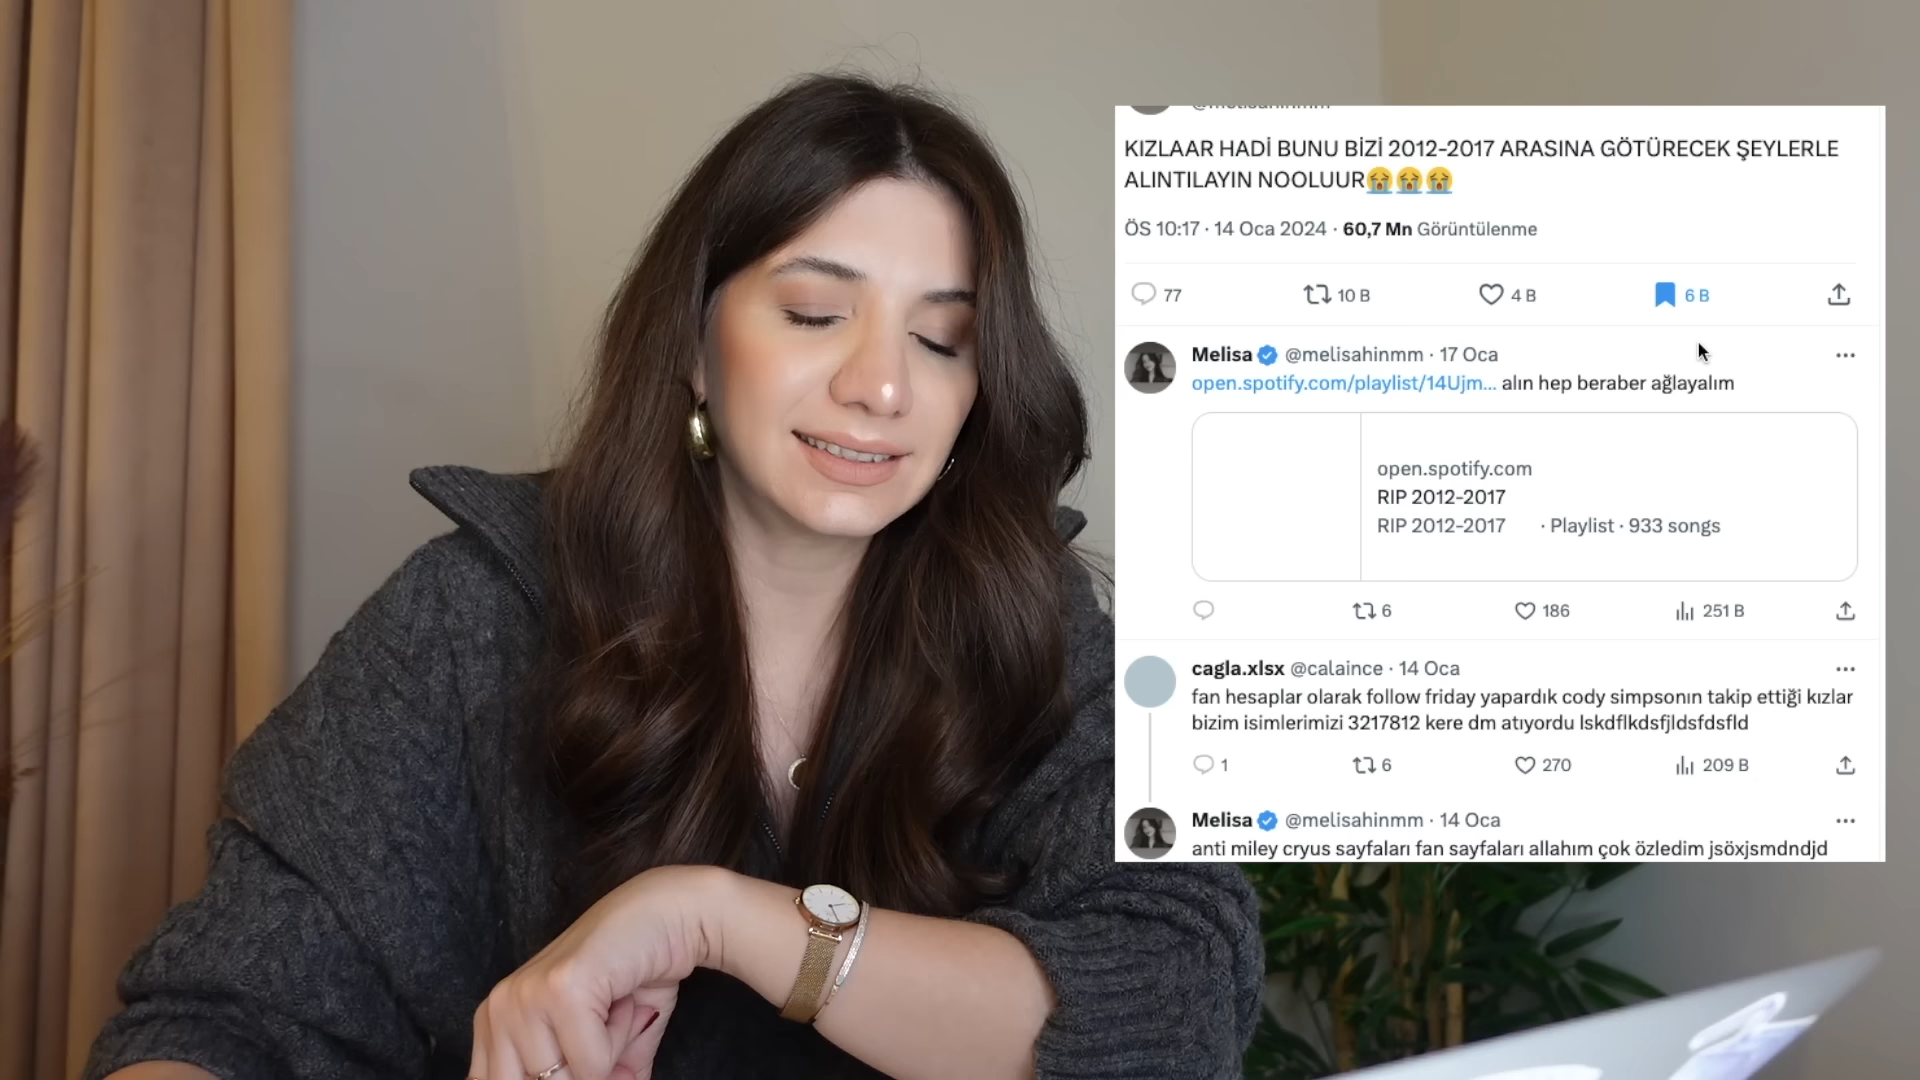 KIZLAAR HADİ BUNU BİZİ 2012-2017 ARASINA GÖTÜRECEK ŞEYLERLE
ALINTILAYIN NOOLUUR😭😭😭
ÖS 10:17 · 14 Oca 2024 · 60,7 Mn Görüntülenme
77 10 B 4 B 6 B
Melisa @melisahinmm · 17 Oca
open.spotify.com/playlist/14Ujm... alın hep beraber ağlayalım
open.spotify.com
RIP 2012-2017
RIP 2012-2017 · Playlist · 933 songs
6 186 251 B
cagla.xlsx @calaince · 14 Oca
fan hesaplar olarak follow friday yapardık cody simpsonın takip ettiği kızlar
bizim isimlerimizi 3217812 kere dm atıyordu lskdflkdsfjldsfdsfld
1 6 270 209 B
Melisa @melisahinmm · 14 Oca
anti miley cryus sayfaları fan sayfaları allahım çok özledim jsöxjsmdndjd